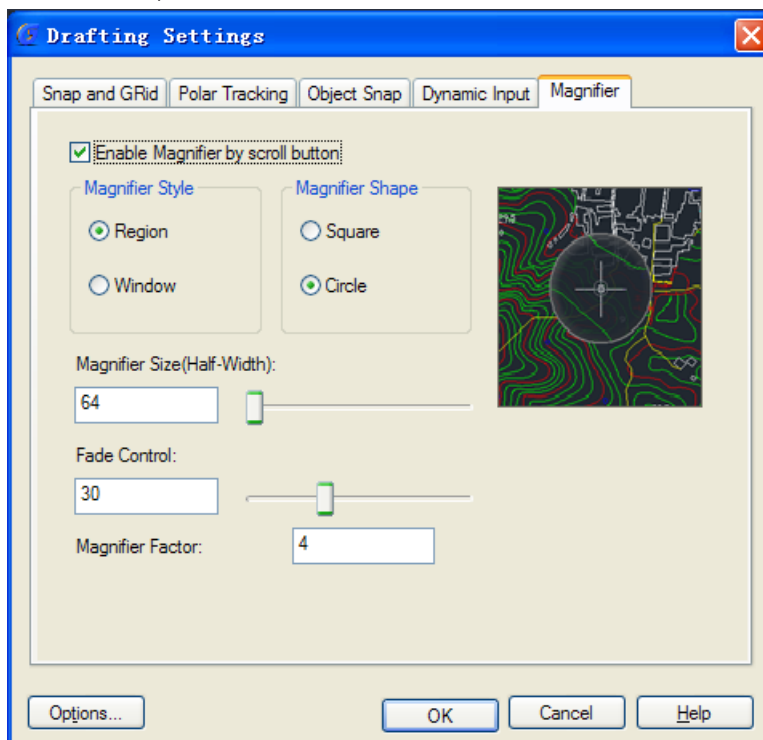 Drafting Settings
Snap and GRid Polar Tracking Object Snap Dynamic Input Magnifier
Enable Magnifier by scroll button
Magnifier Style Magnifier Shape
Region Square
Window Circle
Magnifier Size(Half-Width):
64
Fade Control:
30
Magnifier Factor: 4
Options... OK Cancel Help